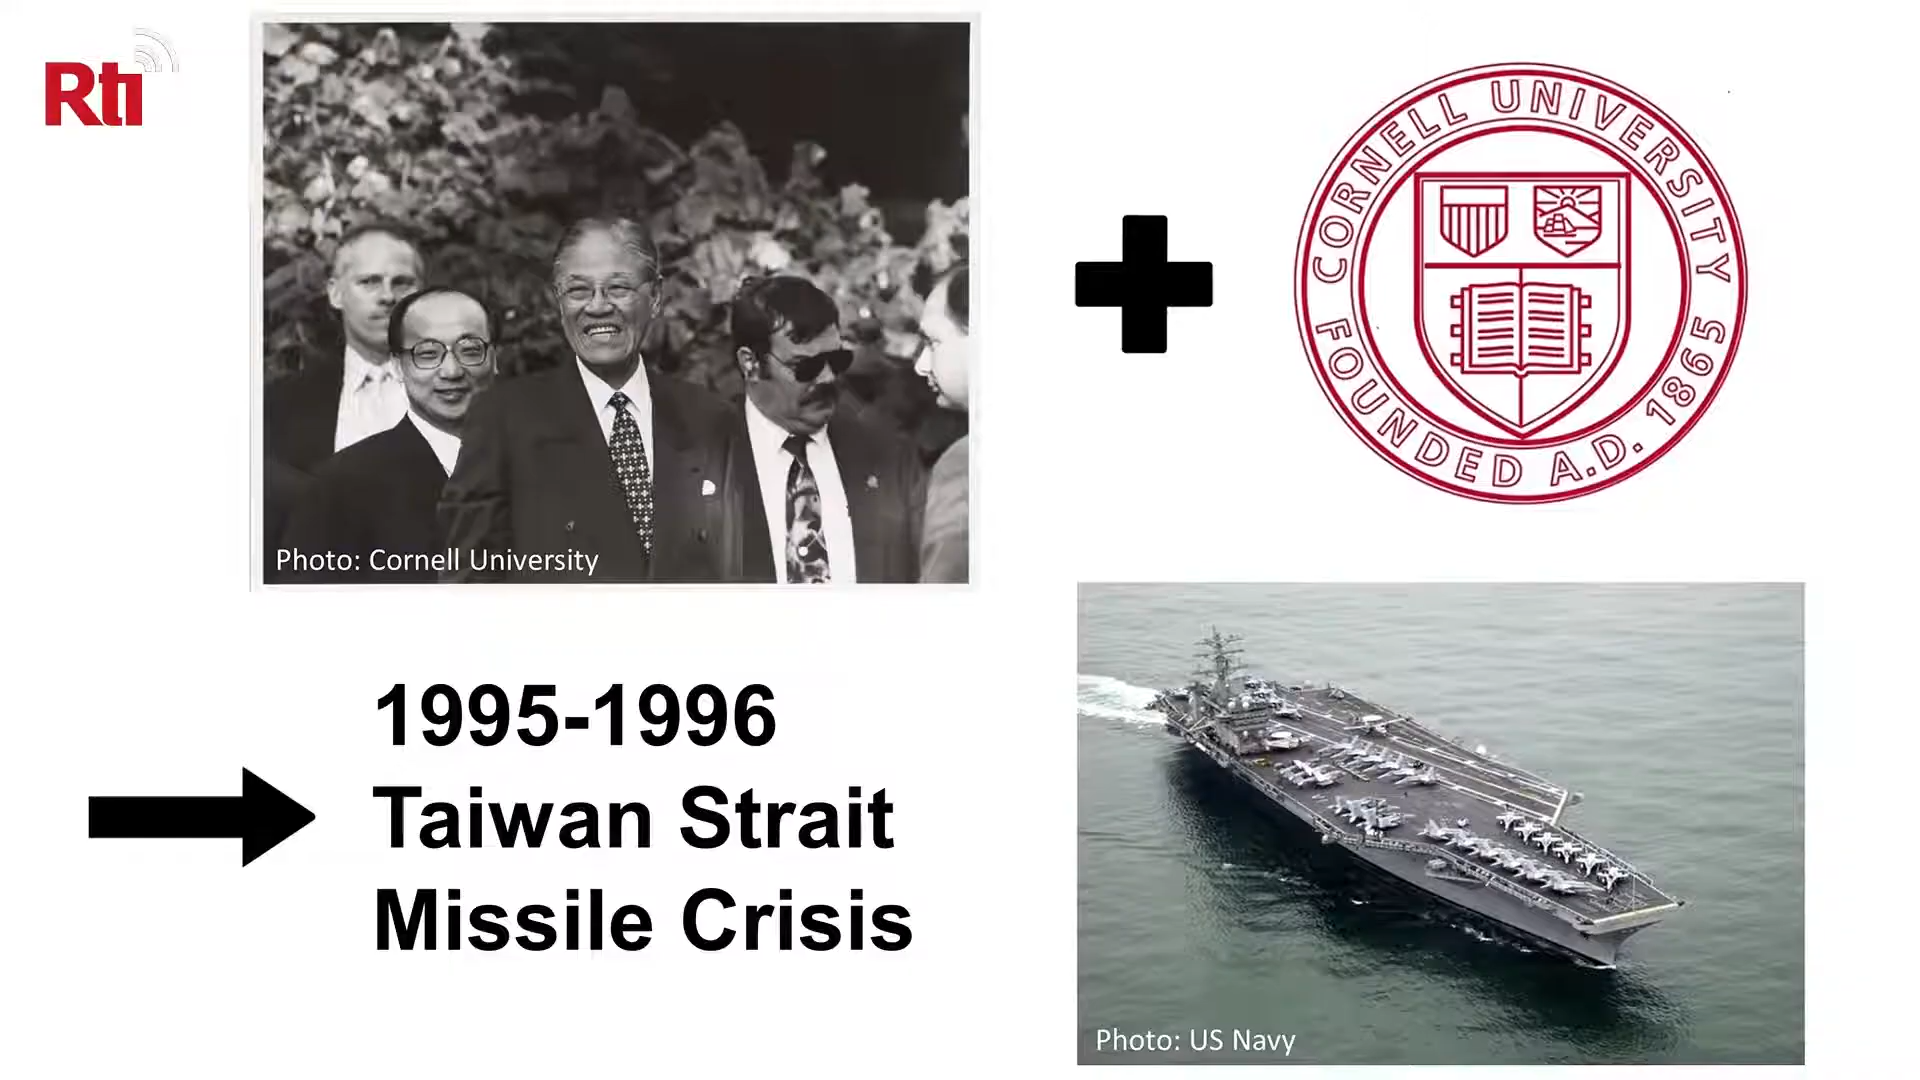 Rti
CORNELL UNIVERSITY
FOUNDED A.D. 1865
Photo: Cornell University
1995-1996
Taiwan Strait
Missile Crisis
Photo: US Navy